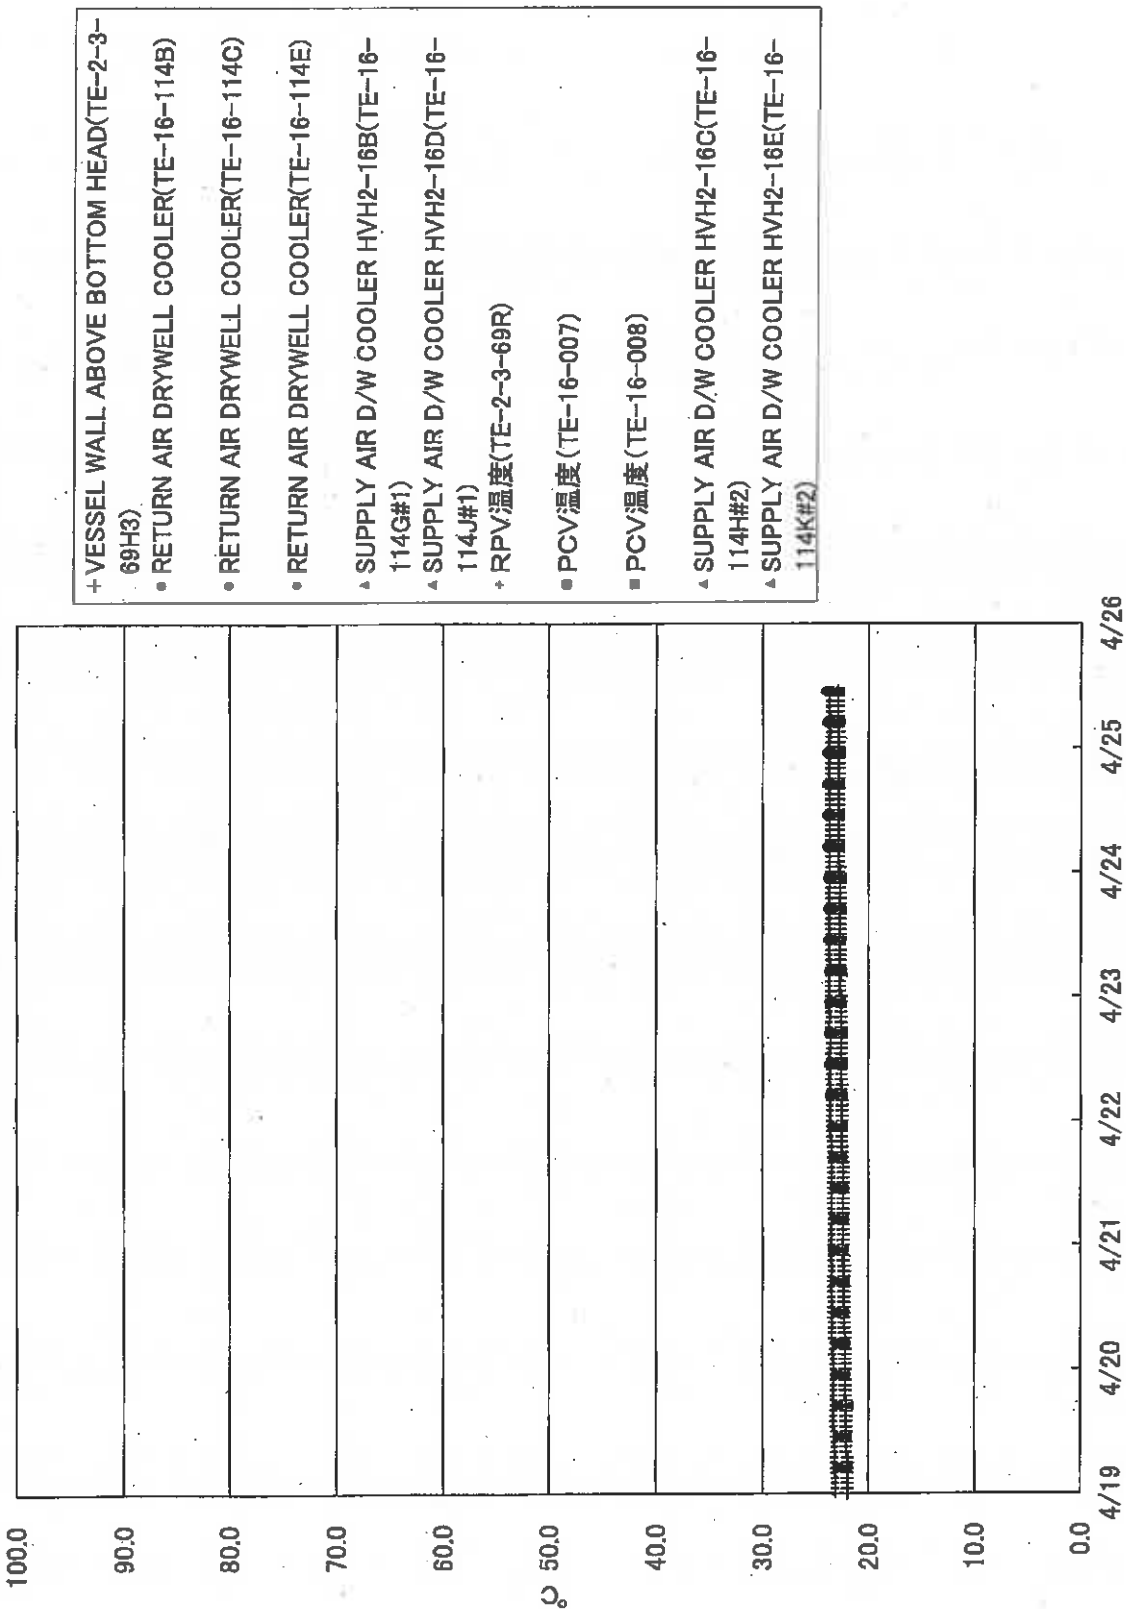 + VESSEL WALL ABOVE BOTTOM HEAD(TE-2-3-
69H3)
• RETURN AIR DRYWELL COOLER(TE-16-114B)
• RETURN AIR DRYWELL COOLER(TE-16-114C)
• RETURN AIR DRYWELL COOLER(TE-16-114E)
▲ SUPPLY AIR D/W COOLER HVH2-16B(TE-16-
114G#1)
▲ SUPPLY AIR D/W COOLER HVH2-16D(TE-16-
114J#1)
+ RPV温度(TE-2-3-69R)
■ PCV温度(TE-16-007)
■ PCV温度(TE-16-008)
▲ SUPPLY AIR D/W COOLER HVH2-16C(TE-16-
114H#2)
▲ SUPPLY AIR D/W COOLER HVH2-16E(TE-16-
114K#2)
100.0
90.0
80.0
70.0
60.0
50.0
40.0
30.0
20.0
10.0
0.0
℃
4/19
4/20
4/21
4/22
4/23
4/24
4/25
4/26